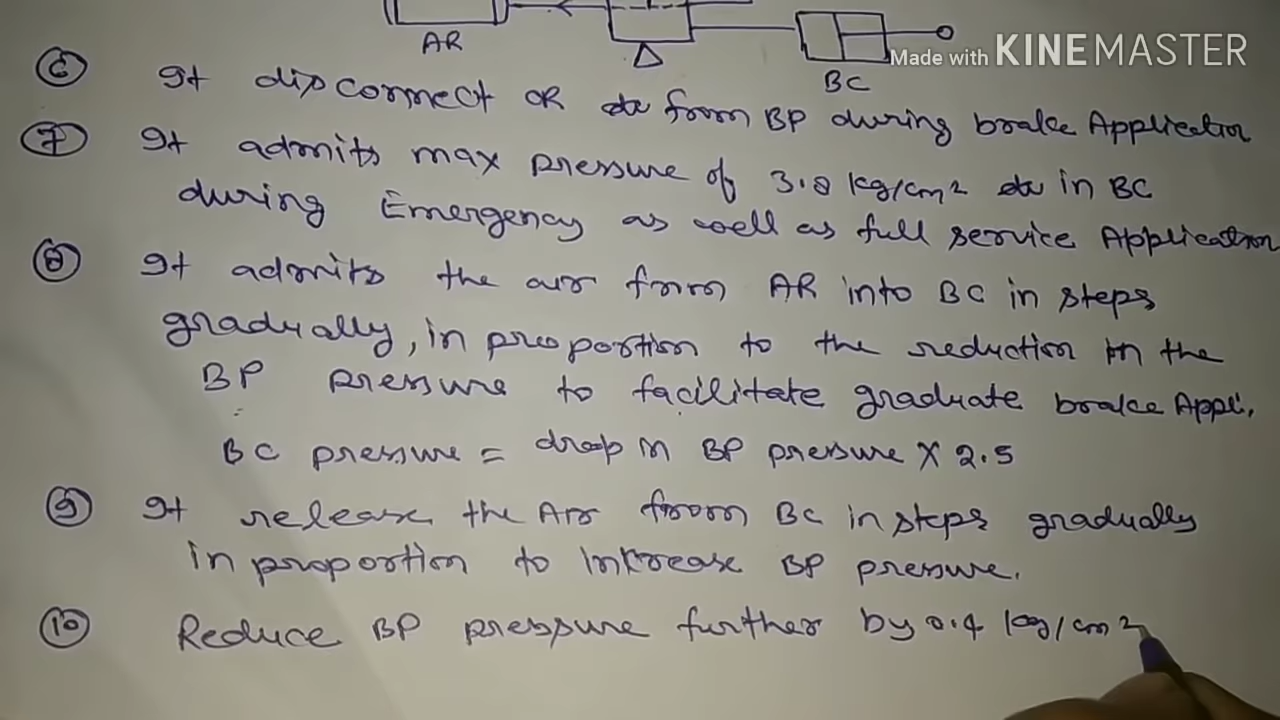 AR
BC
Made with KINEMASTER
⑥ It disconnect CR from BP during brake Application
⑦ It admits max pressure of 3.8 kg/cm² in BC
during Emergency as well as full service Application
⑧ It admits the air from AR into BC in steps
gradually, in proportion to the reduction in the
BP pressure to facilitate graduate brake Appli.
BC pressure = drop in BP pressure × 2.5
⑨ It release the Air from BC in steps gradually
in proportion to increase BP pressure.
⑩ Reduce BP pressure further by 0.4 kg/cm²